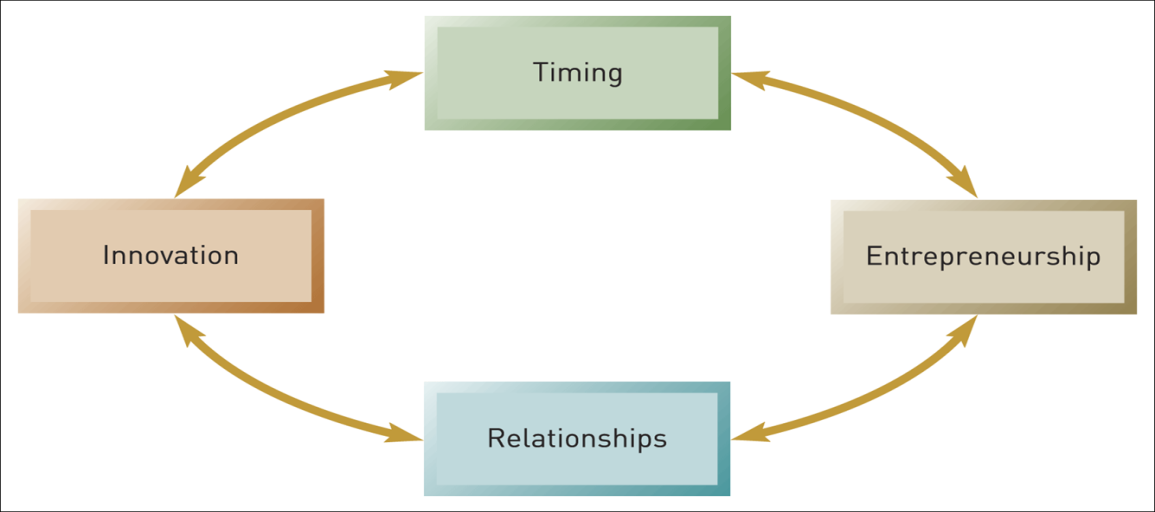 Timing
Innovation
Entrepreneurship
Relationships